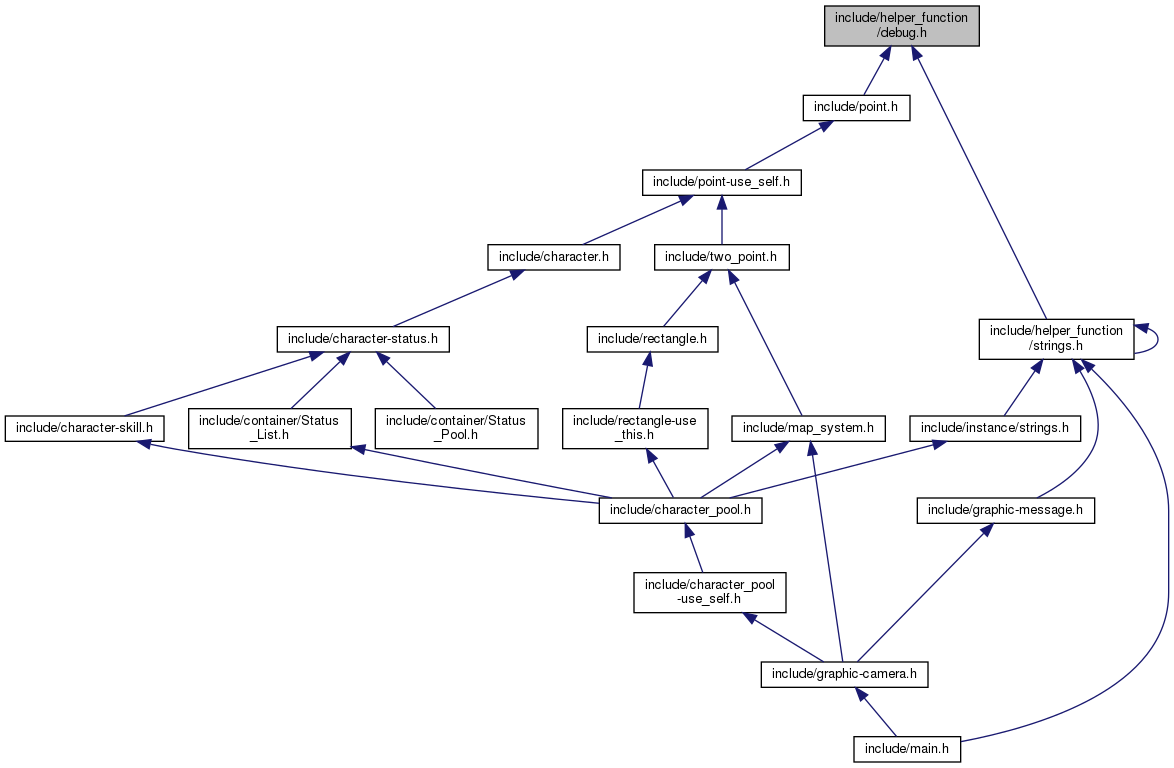 include/helper_function
/debug.h
include/point.h
include/point-use_self.h
include/character.h
include/two_point.h
include/character-status.h
include/rectangle.h
include/helper_function
/strings.h
include/character-skill.h
include/container/Status
_List.h
include/container/Status
_Pool.h
include/rectangle-use
_this.h
include/map_system.h
include/instance/strings.h
include/character_pool.h
include/graphic-message.h
include/character_pool
-use_self.h
include/graphic-camera.h
include/main.h